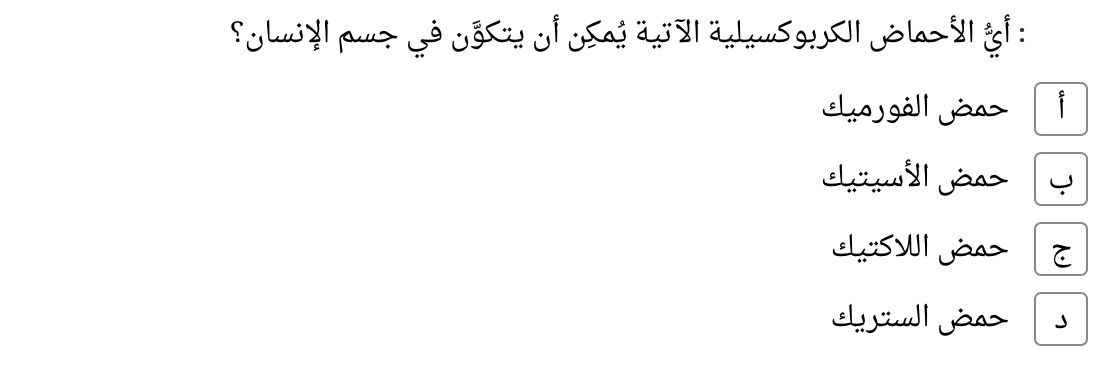 : أيُّ الأحماض الكربوكسيلية الآتية يُمكِن أن يتكوَّن في جسم الإنسان؟
أ حمض الفورميك
ب حمض الأسيتيك
ج حمض اللاكتيك
د حمض الستريك